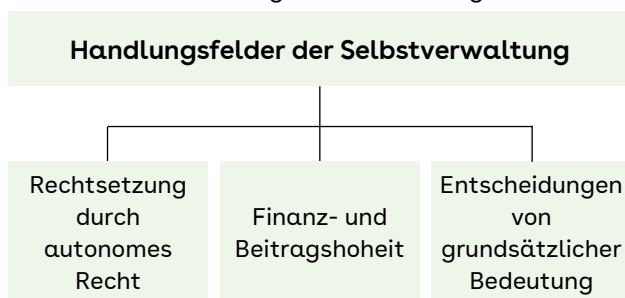 Handlungsfelder der Selbstverwaltung
Rechtsetzung
durch
autonomes
Recht
Finanz- und
Beitragshoheit
Entscheidungen
von
grundsätzlicher
Bedeutung